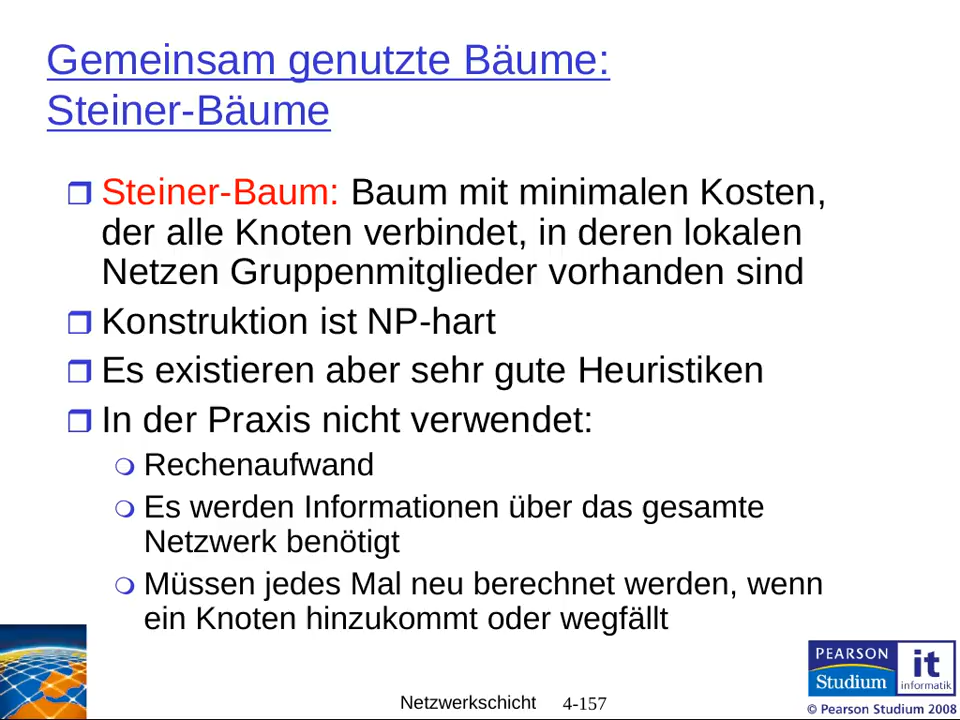 Gemeinsam genutzte Bäume:
Steiner-Bäume
Steiner-Baum: Baum mit minimalen Kosten,
der alle Knoten verbindet, in deren lokalen
Netzen Gruppenmitglieder vorhanden sind
Konstruktion ist NP-hart
Es existieren aber sehr gute Heuristiken
In der Praxis nicht verwendet:
Rechenaufwand
Es werden Informationen über das gesamte
Netzwerk benötigt
Müssen jedes Mal neu berechnet werden, wenn
ein Knoten hinzukommt oder wegfällt
Netzwerkschicht 4-157
PEARSON
Studium
it
informatik
© Pearson Studium 2008